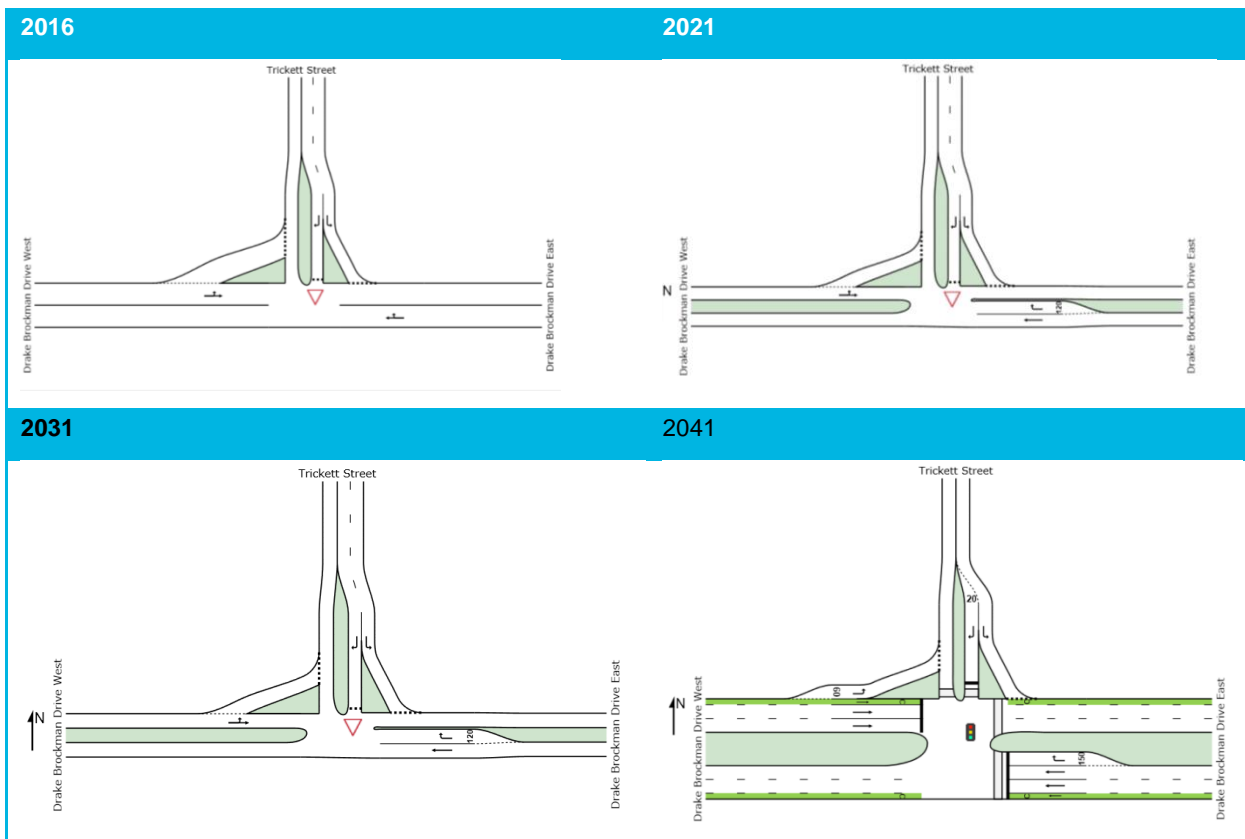 2016
2021
Trickett Street
Drake Brockman Drive West
Drake Brockman Drive East
Trickett Street
N
Drake Brockman Drive West
120
Drake Brockman Drive East
2031
2041
Trickett Street
N
Drake Brockman Drive West
120
Drake Brockman Drive East
Trickett Street
20
60
N
Drake Brockman Drive West
150
Drake Brockman Drive East